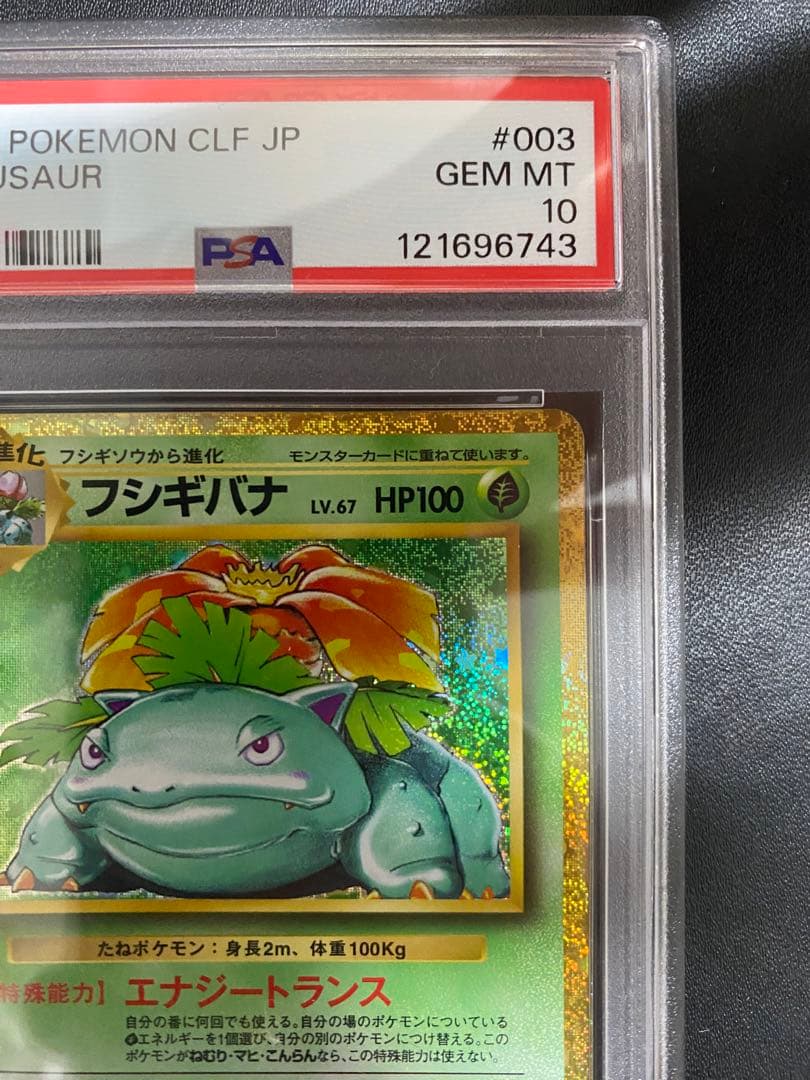 POKEMON CLF JP #003
USAUR GEM MT
10
PSA 121696743
進化 フシギソウから進化 モンスターカードに重ねて使います。
フシギバナ LV.67 HP100
たねポケモン：身長2m、体重100Kg
特殊能力】エナジートランス
自分の番に何回でも使える。自分の場のポケモンについている
エネルギーを1個選び、自分の別のポケモンにつけ替える。この
ポケモンがねむり・マヒ・こんらんなら、この特殊能力は使えない。